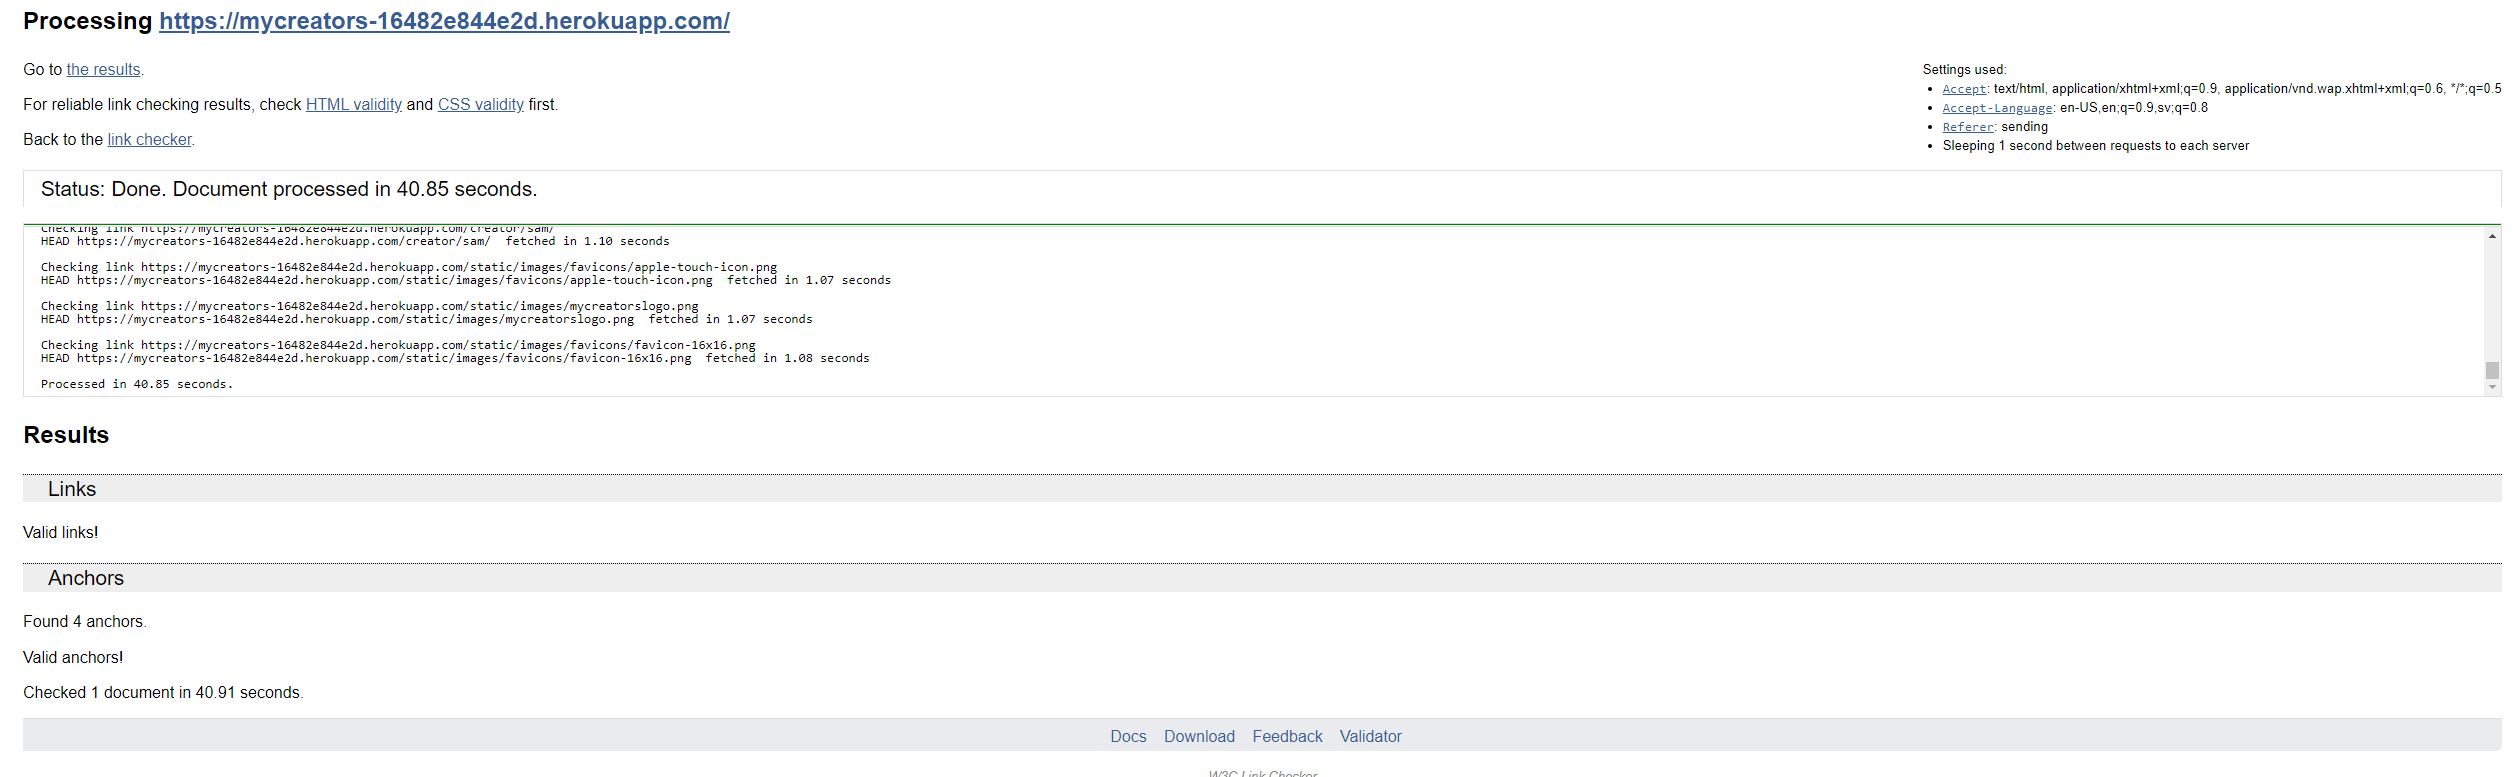 Processing https://mycreators-16482e844e2d.herokuapp.com/
Go to the results.
For reliable link checking results, check HTML validity and CSS validity first.
Back to the link checker.
Settings used:
Accept: text/html, application/xhtml+xml;q=0.9, application/vnd.wap.xhtml+xml;q=0.6, */*;q=0.5
Accept-Language: en-US,en;q=0.9,sv;q=0.8
Referer: sending
Sleeping 1 second between requests to each server
Status: Done. Document processed in 40.85 seconds.
Checking link https://mycreators-16482e844e2d.herokuapp.com/creator/sam/
HEAD https://mycreators-16482e844e2d.herokuapp.com/creator/sam/  fetched in 1.10 seconds
Checking link https://mycreators-16482e844e2d.herokuapp.com/static/images/favicons/apple-touch-icon.png
HEAD https://mycreators-16482e844e2d.herokuapp.com/static/images/favicons/apple-touch-icon.png  fetched in 1.07 seconds
Checking link https://mycreators-16482e844e2d.herokuapp.com/static/images/mycreatorslogo.png
HEAD https://mycreators-16482e844e2d.herokuapp.com/static/images/mycreatorslogo.png  fetched in 1.07 seconds
Checking link https://mycreators-16482e844e2d.herokuapp.com/static/images/favicons/favicon-16x16.png
HEAD https://mycreators-16482e844e2d.herokuapp.com/static/images/favicons/favicon-16x16.png  fetched in 1.08 seconds
Processed in 40.85 seconds.
Results
Links
Valid links!
Anchors
Found 4 anchors.
Valid anchors!
Checked 1 document in 40.91 seconds.
Docs Download Feedback Validator
W3C Link Checker